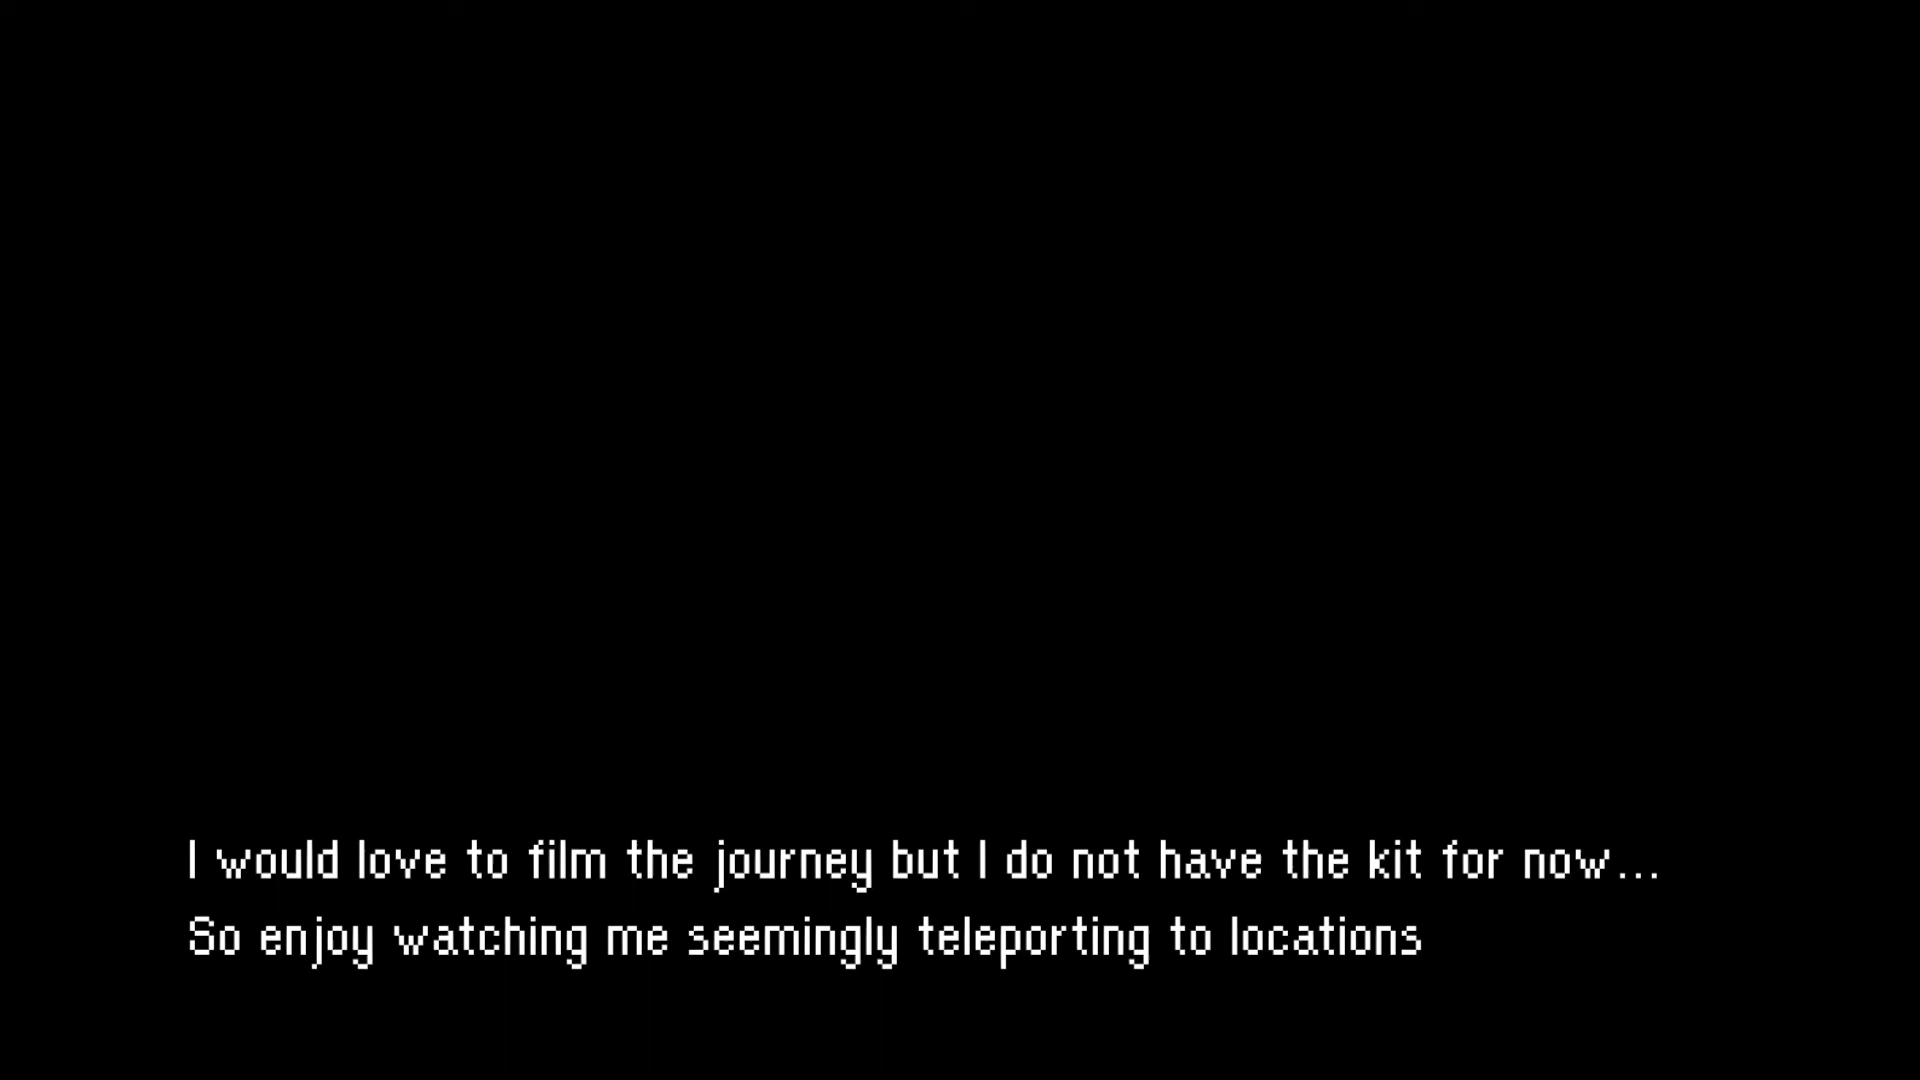 I would love to film the journey but I do not have the kit for now...
So enjoy watching me seemingly teleporting to locations